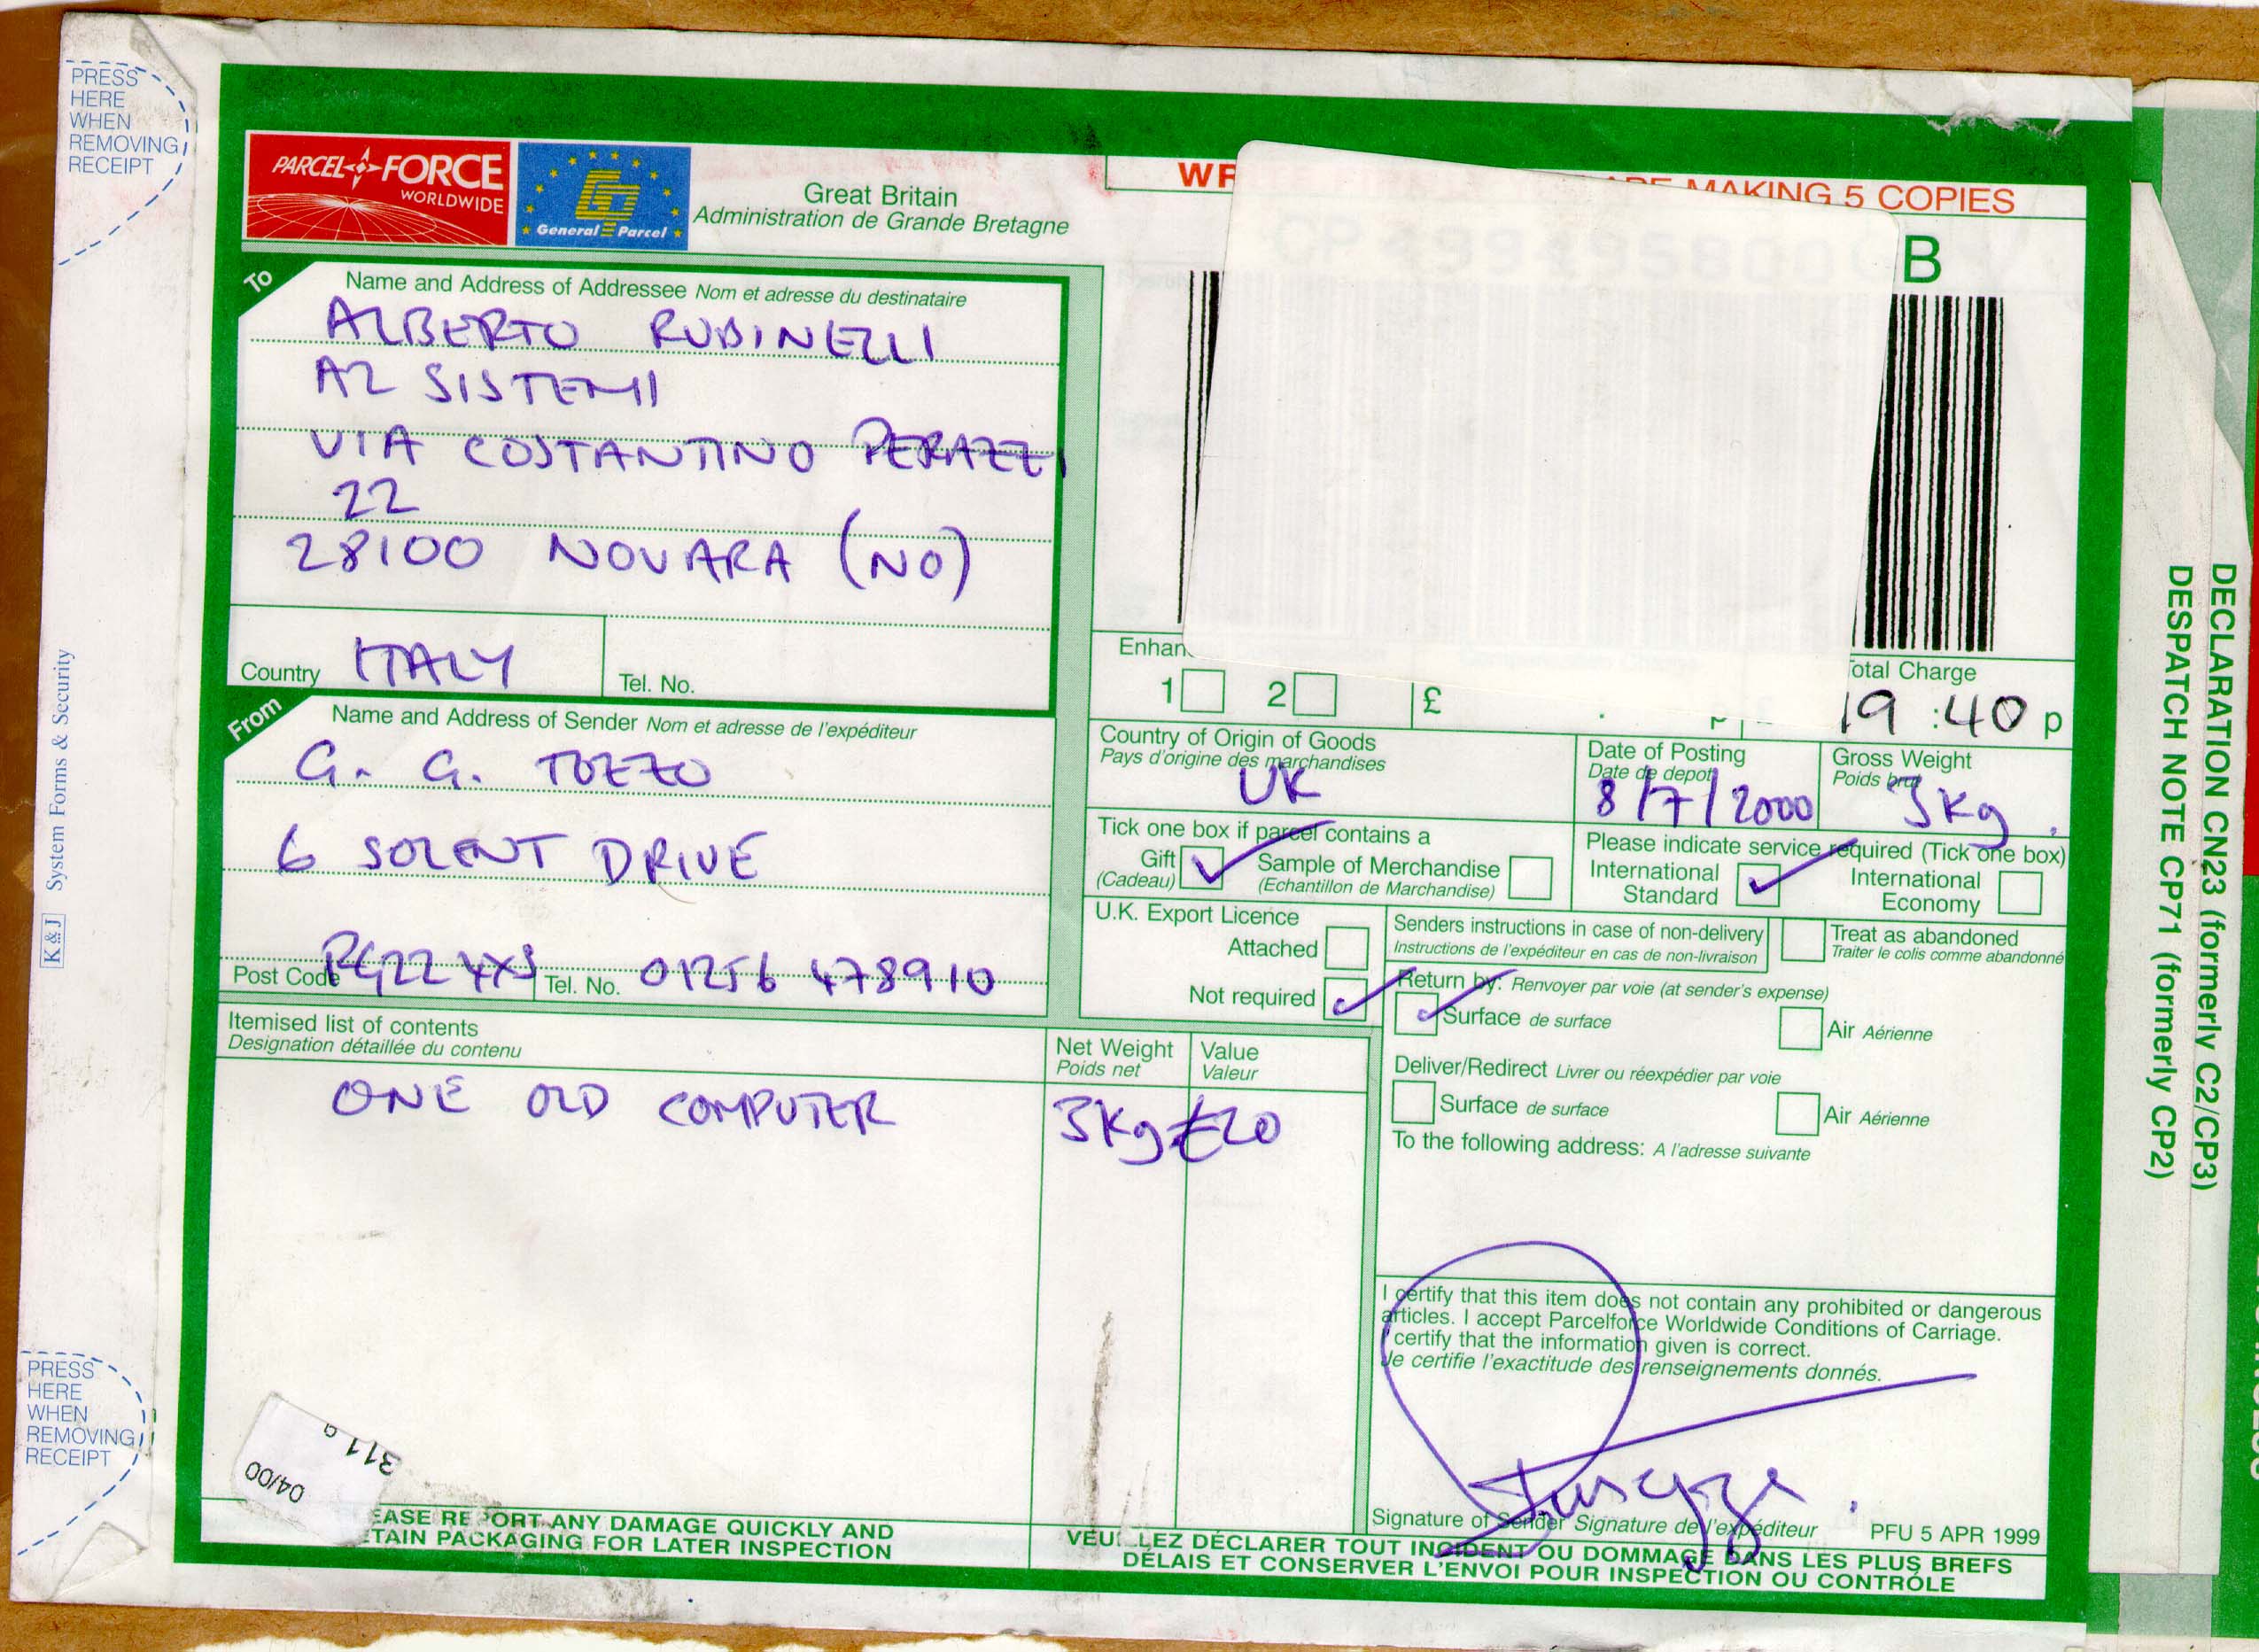 PRESS
HERE
WHEN
REMOVING
RECEIPT
PARCEL FORCE
WORLDWIDE
General Parcel
Great Britain
Administration de Grande Bretagne
MAKING 5 COPIES
B
To
Name and Address of Addressee Nom et adresse du destinataire
ALBERTO RUBINELLI
A2 SISTEMI
VIA COSTANTINO PERAZZI
22
28100 NOVARA (NO)
Country ITALY
Tel. No.
From
Name and Address of Sender Nom et adresse de l'expéditeur
G. G. TOZZO
6 SOLENT DRIVE
Post Code RG22 4XS Tel. No. 01256 478910
1 2 £ p
Total Charge
19:40 p
Country of Origin of Goods
Pays d'origine des marchandises
UK
Date of Posting
Date de depot
8/7/2000
Gross Weight
Poids brut
3Kg.
Tick one box if parcel contains a
Gift
(Cadeau)
Sample of Merchandise
(Echantillon de Marchandise)
Please indicate service required (Tick one box)
International
Standard
International
Economy
U.K. Export Licence
Attached
Not required
Senders instructions in case of non-delivery
Instructions de l'expéditeur en cas de non-livraison
Treat as abandoned
Traiter le colis comme abandonné
Return by: Renvoyer par voie (at sender's expense)
Surface de surface
Air Aérienne
Deliver/Redirect Livrer ou réexpédier par voie
Surface de surface
Air Aérienne
To the following address: A l'adresse suivante
Itemised list of contents
Designation détaillée du contenu
Net Weight
Poids net
Value
Valeur
ONE OLD COMPUTER 3Kg £20
I certify that this item does not contain any prohibited or dangerous
articles. I accept Parcelforce Worldwide Conditions of Carriage.
I certify that the information given is correct.
Je certifie l'exactitude des renseignements donnés.
Signature of Sender Signature de l'expéditeur
PFU 5 APR 1999
EASE REPORT ANY DAMAGE QUICKLY AND
TAIN PACKAGING FOR LATER INSPECTION
VEUILLEZ DÉCLARER TOUT INCIDENT OU DOMMAGE DANS LES PLUS BREFS
DÉLAIS ET CONSERVER L'ENVOI POUR INSPECTION OU CONTRÔLE
04/00
311 g
PRESS
HERE
WHEN
REMOVING
RECEIPT
K&J System Forms & Security
DECLARATION CN23 (formerly C2/CP3)
DESPATCH NOTE CP71 (formerly CP2)